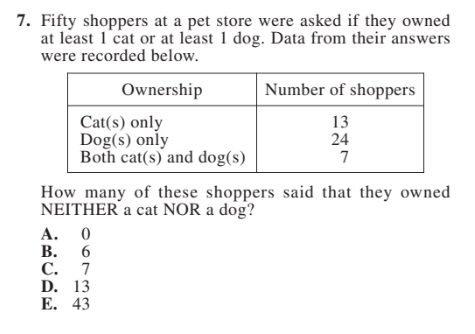 7. Fifty shoppers at a pet store were asked if they owned
at least 1 cat or at least 1 dog. Data from their answers
were recorded below.
Ownership Number of shoppers
Cat(s) only 13
Dog(s) only 24
Both cat(s) and dog(s) 7
How many of these shoppers said that they owned
NEITHER a cat NOR a dog?
A. 0
B. 6
C. 7
D. 13
E. 43